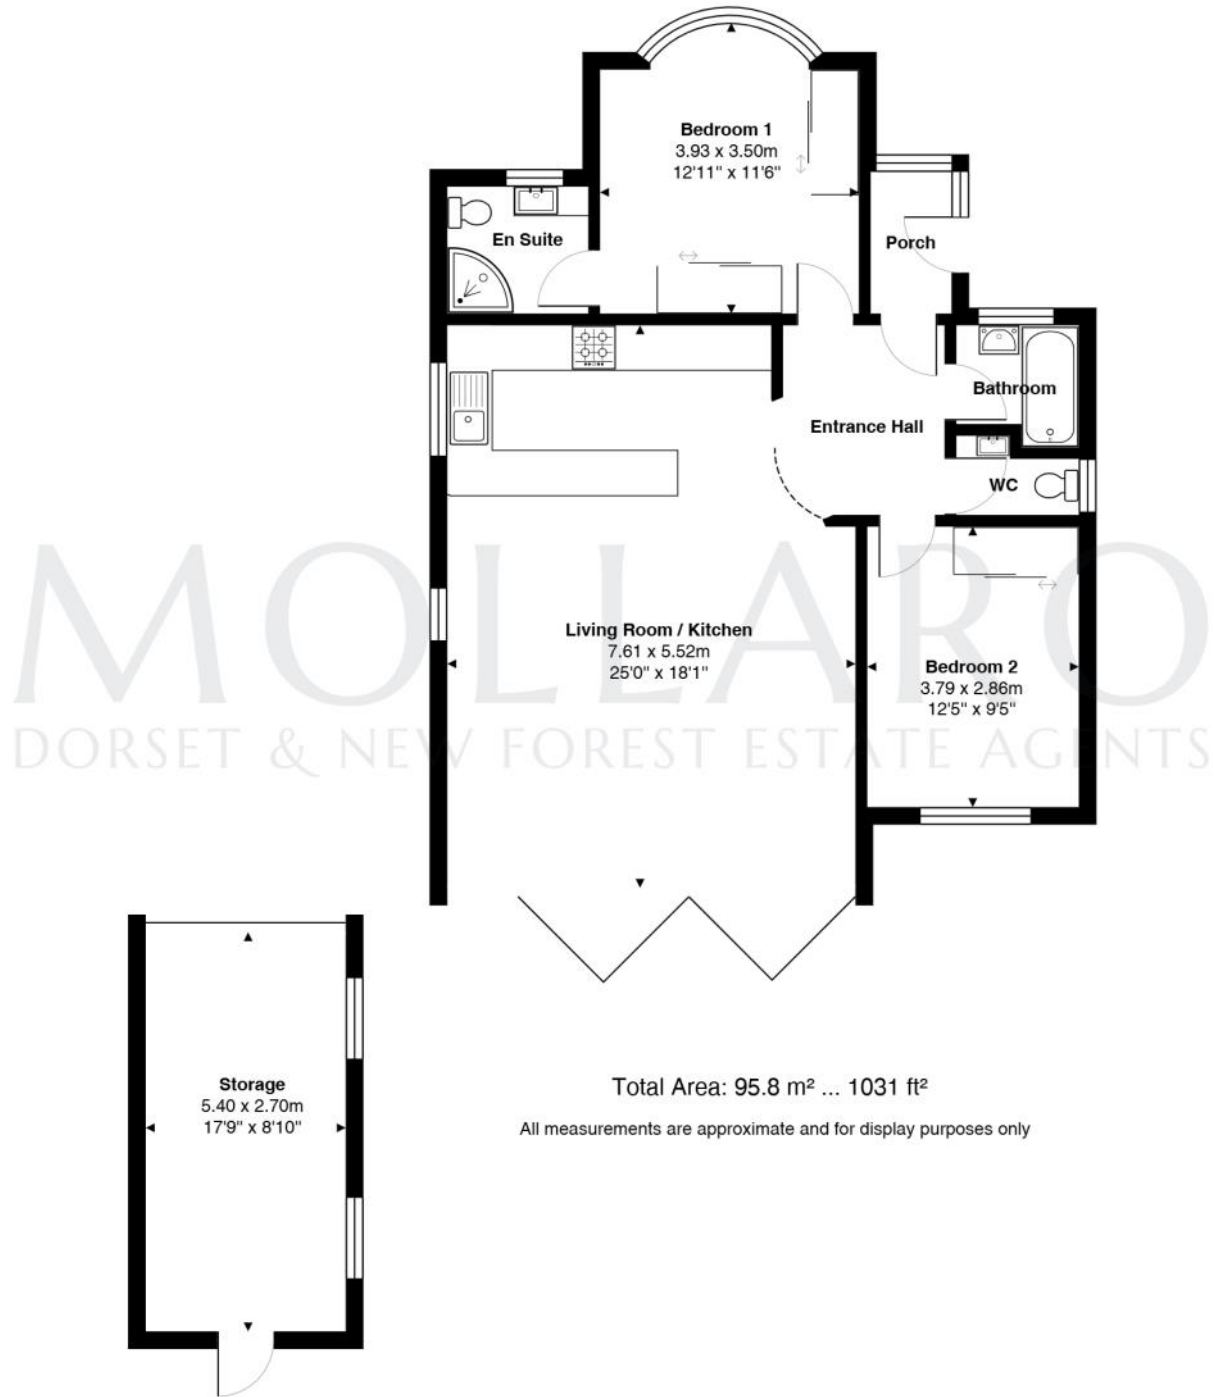 Bedroom 1
3.93 x 3.50m
12'11" x 11'6"
En Suite
Porch
Bathroom
Entrance Hall
WC
Living Room / Kitchen
7.61 x 5.52m
25'0" x 18'1"
Bedroom 2
3.79 x 2.86m
12'5" x 9'5"
MOLLARO
DORSET & NEW FOREST ESTATE AGENTS
Storage
5.40 x 2.70m
17'9" x 8'10"
Total Area: 95.8 m² ... 1031 ft²
All measurements are approximate and for display purposes only